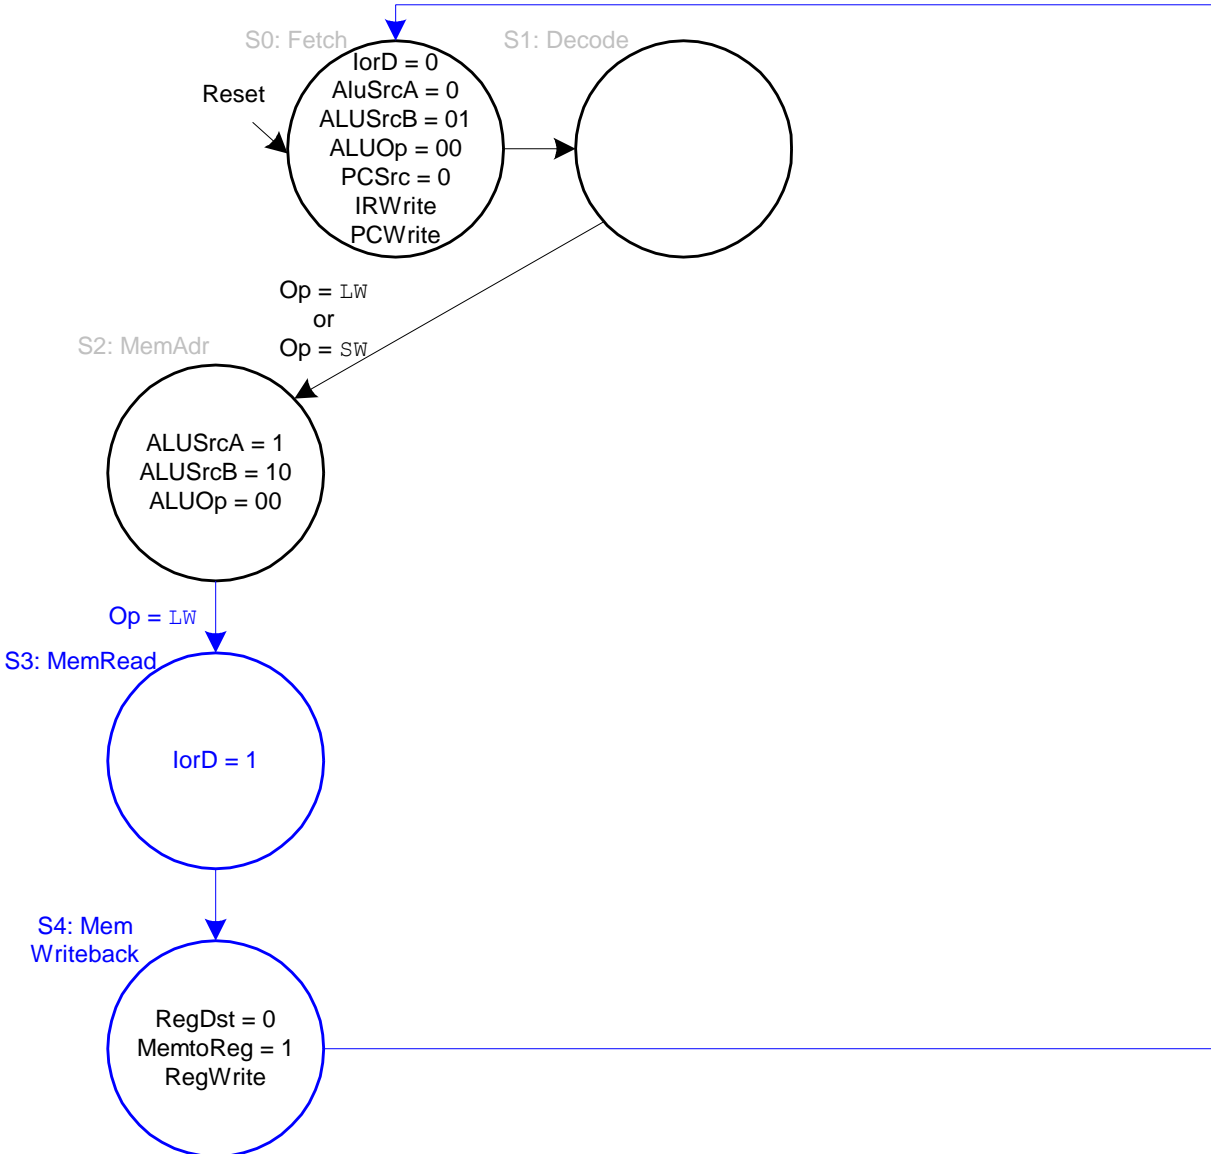 S0: Fetch
S1: Decode
Reset
IorD = 0
AluSrcA = 0
ALUSrcB = 01
ALUOp = 00
PCSrc = 0
IRWrite
PCWrite
Op = LW
or
Op = SW
S2: MemAdr
ALUSrcA = 1
ALUSrcB = 10
ALUOp = 00
Op = LW
S3: MemRead
IorD = 1
S4: Mem
Writeback
RegDst = 0
MemtoReg = 1
RegWrite